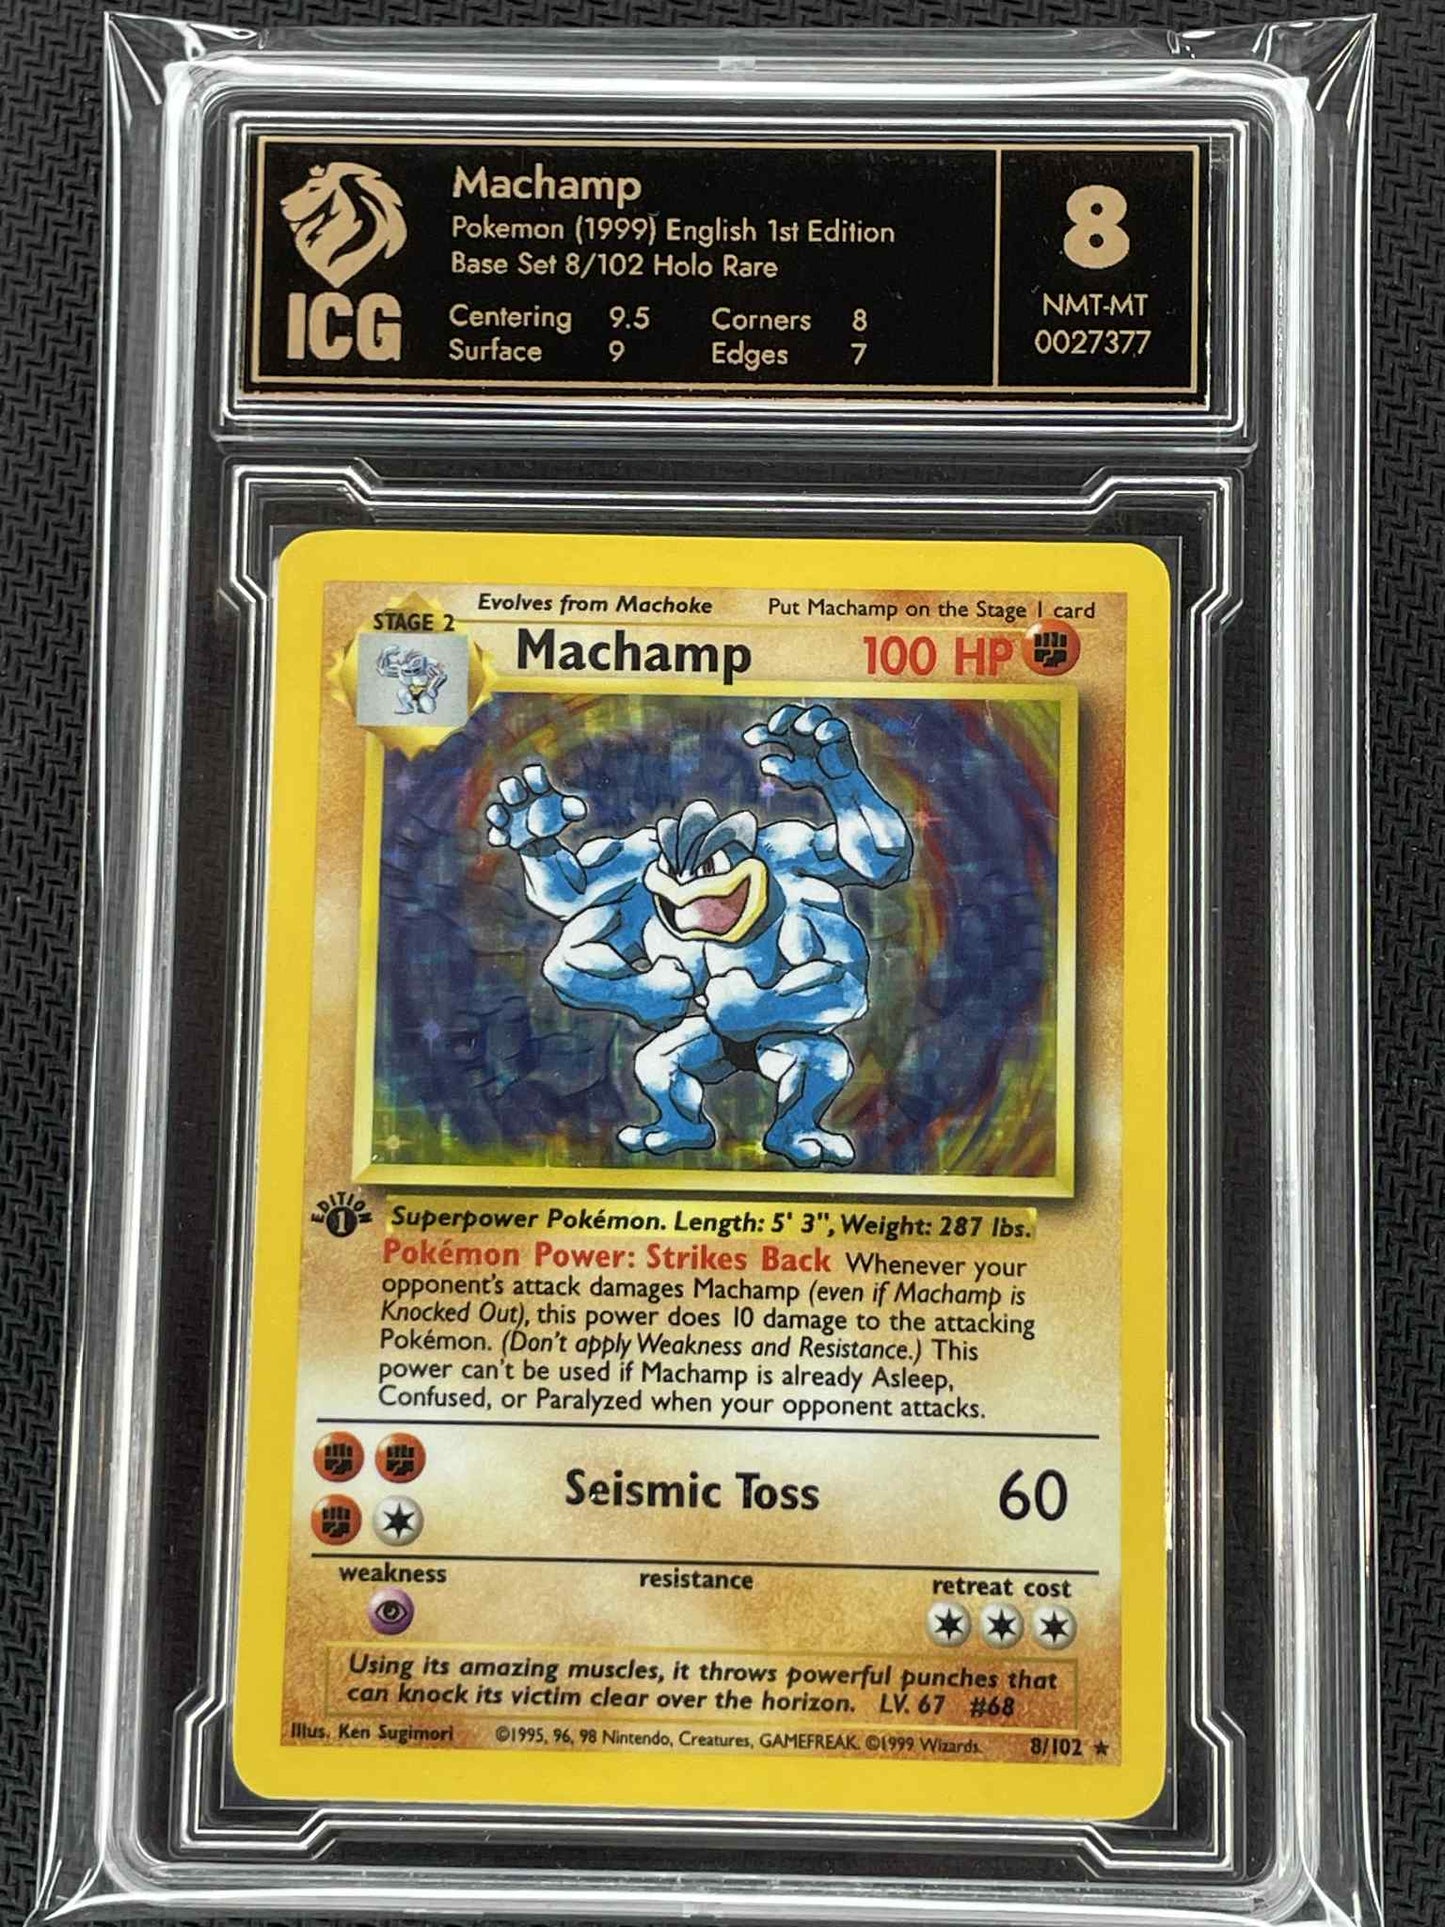 ICG
Machamp
Pokemon (1999) English 1st Edition
Base Set 8/102 Holo Rare
Centering 9.5 Corners 8
Surface 9 Edges 7
8
NMT-MT
0027377
STAGE 2
Evolves from Machoke Put Machamp on the Stage 1 card
Machamp 100 HP
EDITION
1
Superpower Pokémon. Length: 5' 3", Weight: 287 lbs.
Pokémon Power: Strikes Back Whenever your
opponent's attack damages Machamp (even if Machamp is
Knocked Out), this power does 10 damage to the attacking
Pokémon. (Don't apply Weakness and Resistance.) This
power can't be used if Machamp is already Asleep,
Confused, or Paralyzed when your opponent attacks.
Seismic Toss 60
weakness resistance retreat cost
Using its amazing muscles, it throws powerful punches that
can knock its victim clear over the horizon. LV. 67 #68
Illus. Ken Sugimori ©1995, 96, 98 Nintendo, Creatures, GAMEFREAK. ©1999 Wizards. 8/102 ★